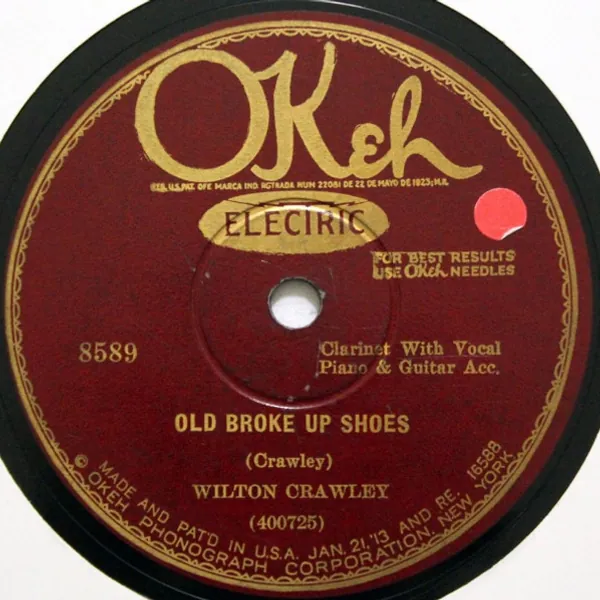 OKeh
REG. U.S. PAT. OFF. MARCA IND. RGTRADA NUM 22081 DE 22 DE MAYO DE 1923; M.R.
ELECTRIC
FOR BEST RESULTS
USE OKeh NEEDLES
8589
Clarinet With Vocal
Piano & Guitar Acc.
OLD BROKE UP SHOES
(Crawley)
WILTON CRAWLEY
(400725)
MADE AND PAT'D IN U.S.A. JAN. 21, '13 AND RE. 16588
© OKEH PHONOGRAPH CORPORATION, NEW YORK